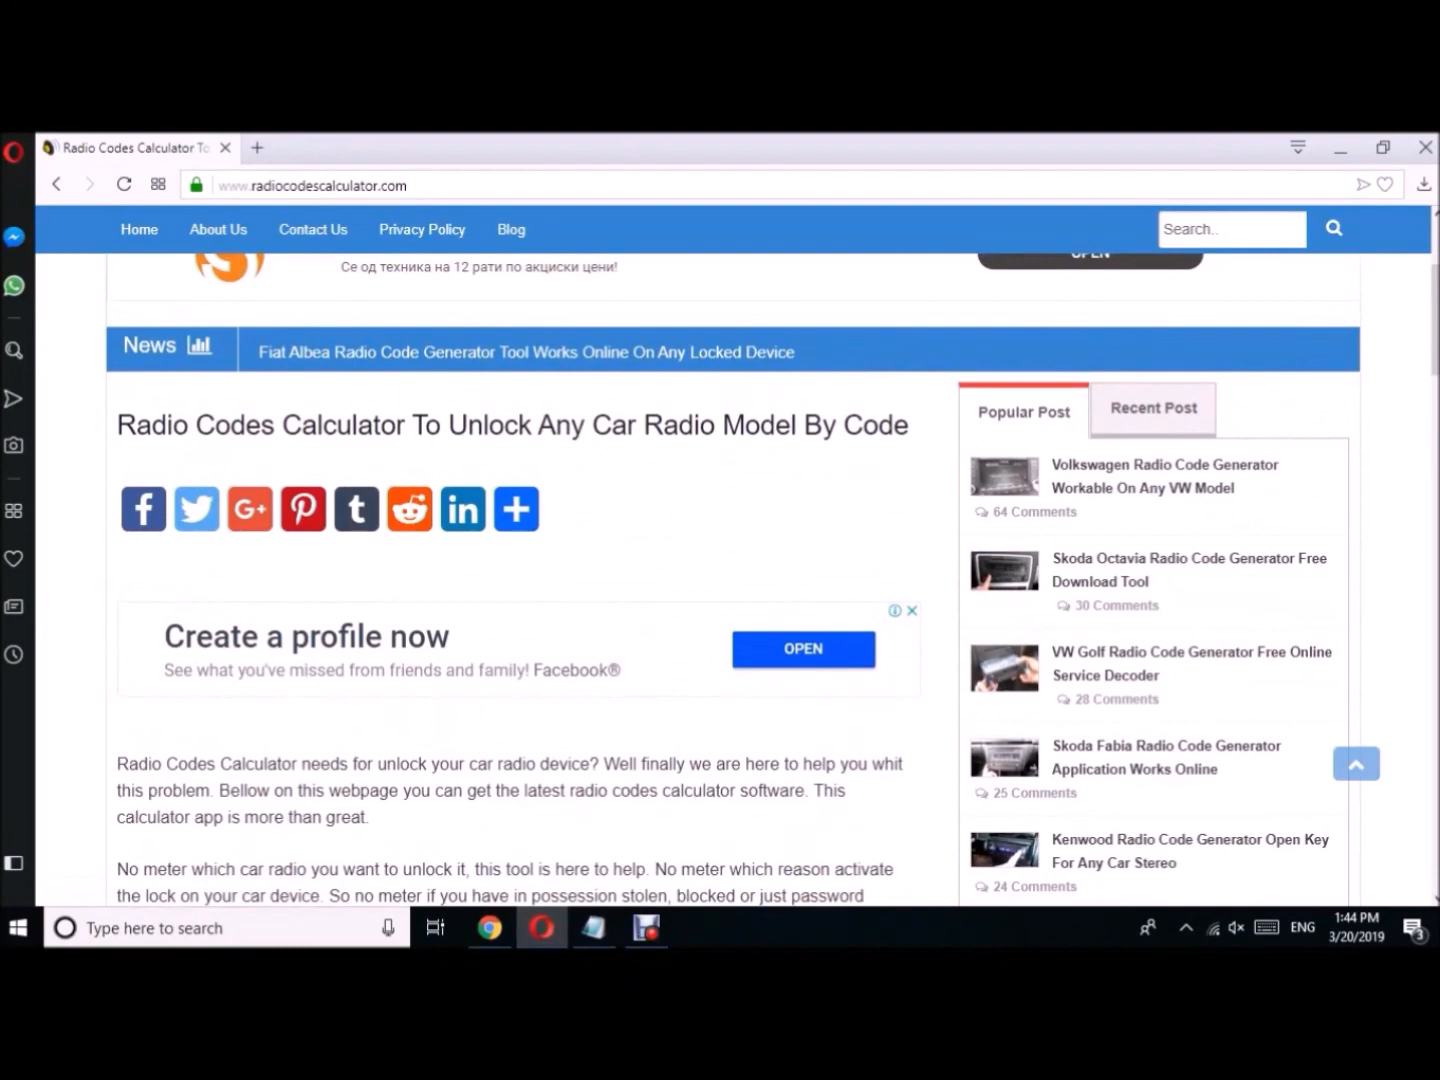 Radio Codes Calculator To
www.radiocodescalculator.com
Home About Us Contact Us Privacy Policy Blog
Search..
Се од техника на 12 рати по акциски цени!
OPEN
News
Fiat Albea Radio Code Generator Tool Works Online On Any Locked Device
Radio Codes Calculator To Unlock Any Car Radio Model By Code
Create a profile now
See what you've missed from friends and family! Facebook®
OPEN
Radio Codes Calculator needs for unlock your car radio device? Well finally we are here to help you whit
this problem. Bellow on this webpage you can get the latest radio codes calculator software. This
calculator app is more than great.
No meter which car radio you want to unlock it, this tool is here to help. No meter which reason activate
the lock on your car device. So no meter if you have in possession stolen, blocked or just password
Popular Post
Recent Post
Volkswagen Radio Code Generator
Workable On Any VW Model
64 Comments
Skoda Octavia Radio Code Generator Free
Download Tool
30 Comments
VW Golf Radio Code Generator Free Online
Service Decoder
28 Comments
Skoda Fabia Radio Code Generator
Application Works Online
25 Comments
Kenwood Radio Code Generator Open Key
For Any Car Stereo
24 Comments
Type here to search
ENG
1:44 PM
3/20/2019
3